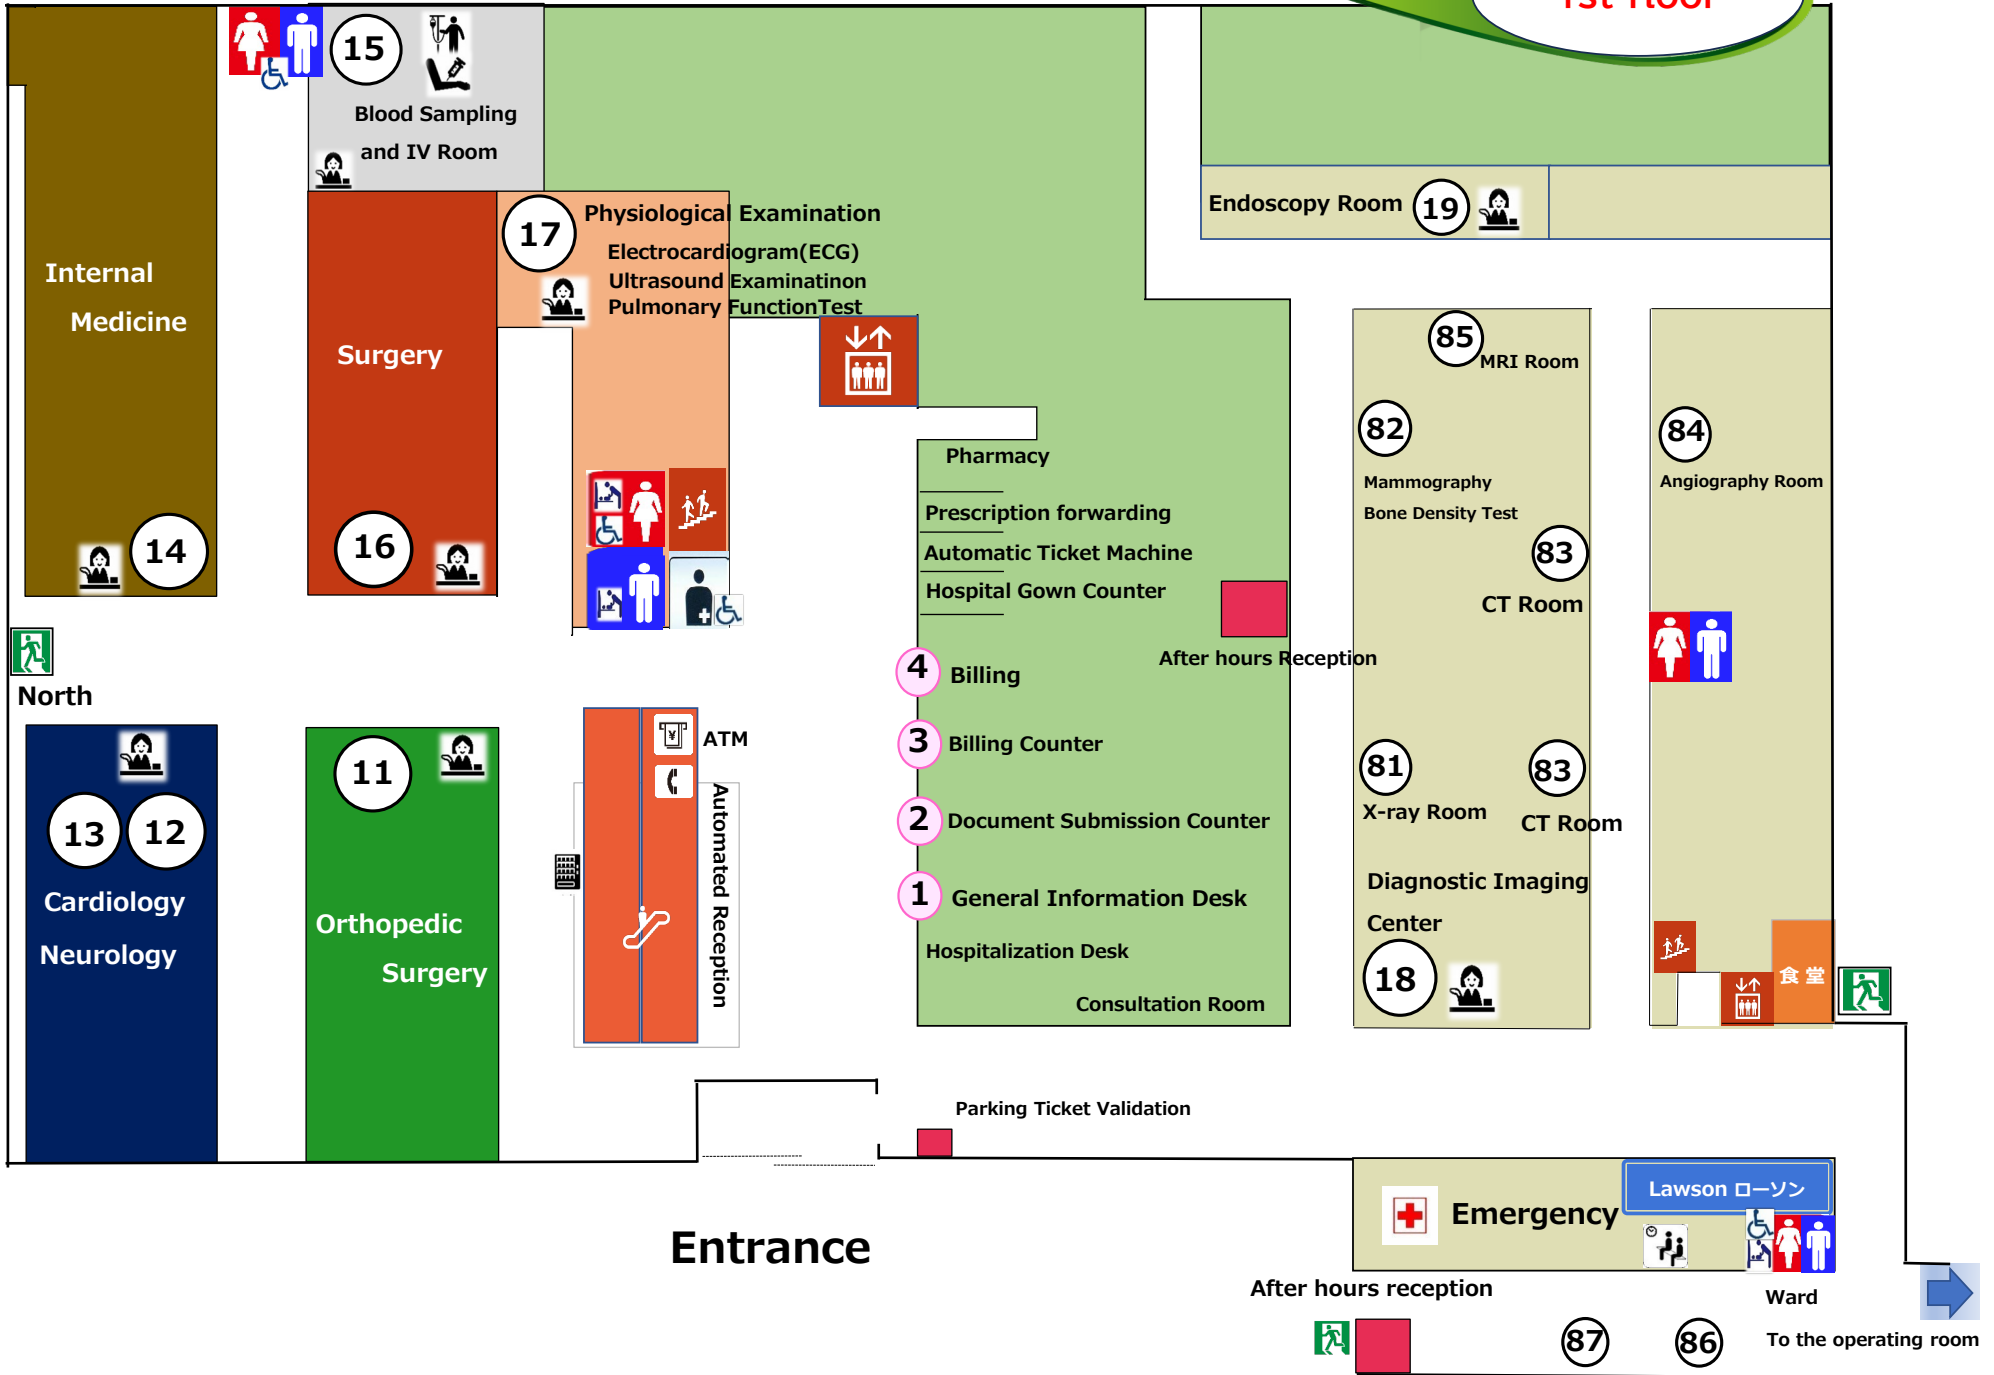 1st floor
15
Blood Sampling
and IV Room
Internal
Medicine
14
Surgery
16
17
Physiological Examination
Electrocardiogram(ECG)
Ultrasound Examinatinon
Pulmonary FunctionTest
Endoscopy Room
19
85
MRI Room
82
Mammography
Bone Density Test
83
CT Room
84
Angiography Room
Pharmacy
Prescription forwarding
Automatic Ticket Machine
Hospital Gown Counter
After hours Reception
4
Billing
3
Billing Counter
2
Document Submission Counter
1
General Information Desk
Hospitalization Desk
Consultation Room
North
13
12
Cardiology
Neurology
11
Orthopedic
Surgery
¥
ATM
Automated Reception
81
X-ray Room
83
CT Room
Diagnostic Imaging
Center
18
食堂
Parking Ticket Validation
Entrance
Emergency
Lawson ローソン
After hours reception
87
86
Ward
To the operating room